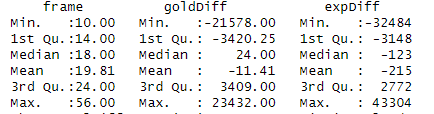 frame goldDiff expDiff
Min. :10.00 Min. :-21578.00 Min. :-32484
1st Qu.:14.00 1st Qu.: -3420.25 1st Qu.: -3148
Median :18.00 Median : 24.00 Median : -123
Mean :19.81 Mean : -11.41 Mean : -215
3rd Qu.:24.00 3rd Qu.: 3409.00 3rd Qu.: 2772
Max. :56.00 Max. : 23432.00 Max. : 43304